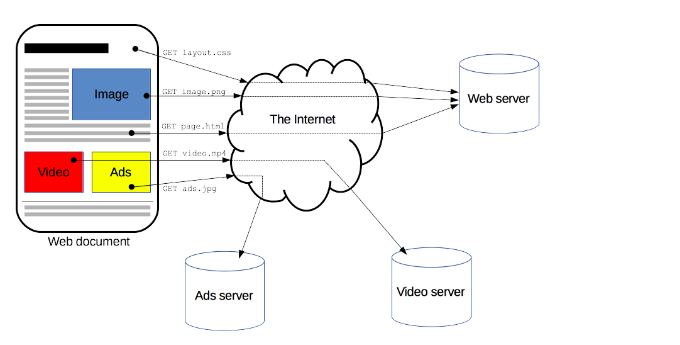 GET layout.css
Image
GET image.png
The Internet
Web server
GET page.html
GET video.mp4
Video
Ads
GET ads.jpg
Web document
Ads server
Video server